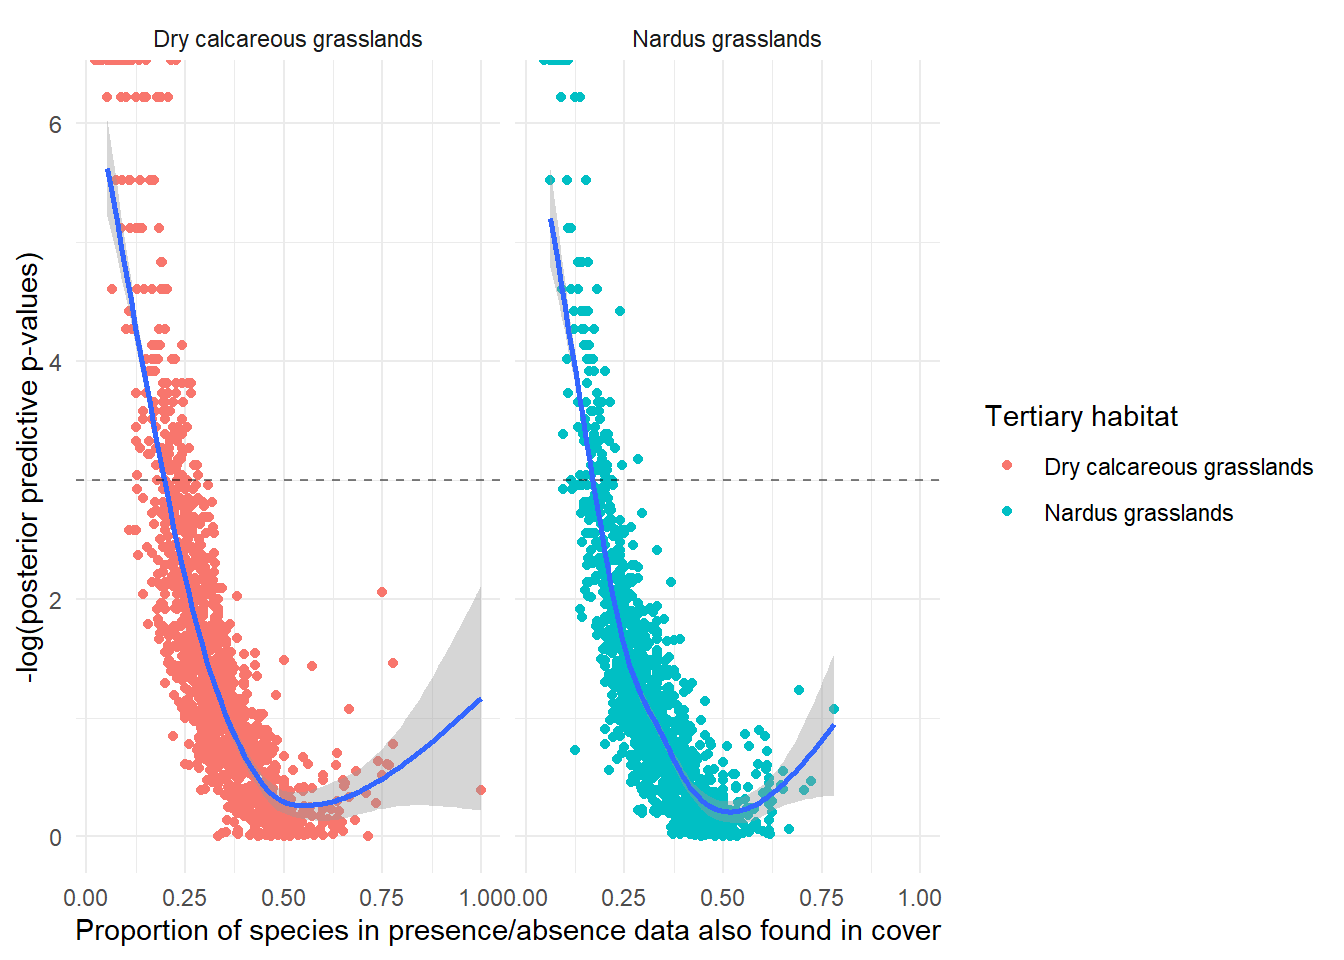 Dry calcareous grasslands
Nardus grasslands
6
4
2
0
-log(posterior predictive p-values)
0.00 0.25 0.50 0.75 1.00
0.00 0.25 0.50 0.75 1.00
Proportion of species in presence/absence data also found in cover
Tertiary habitat
Dry calcareous grasslands
Nardus grasslands